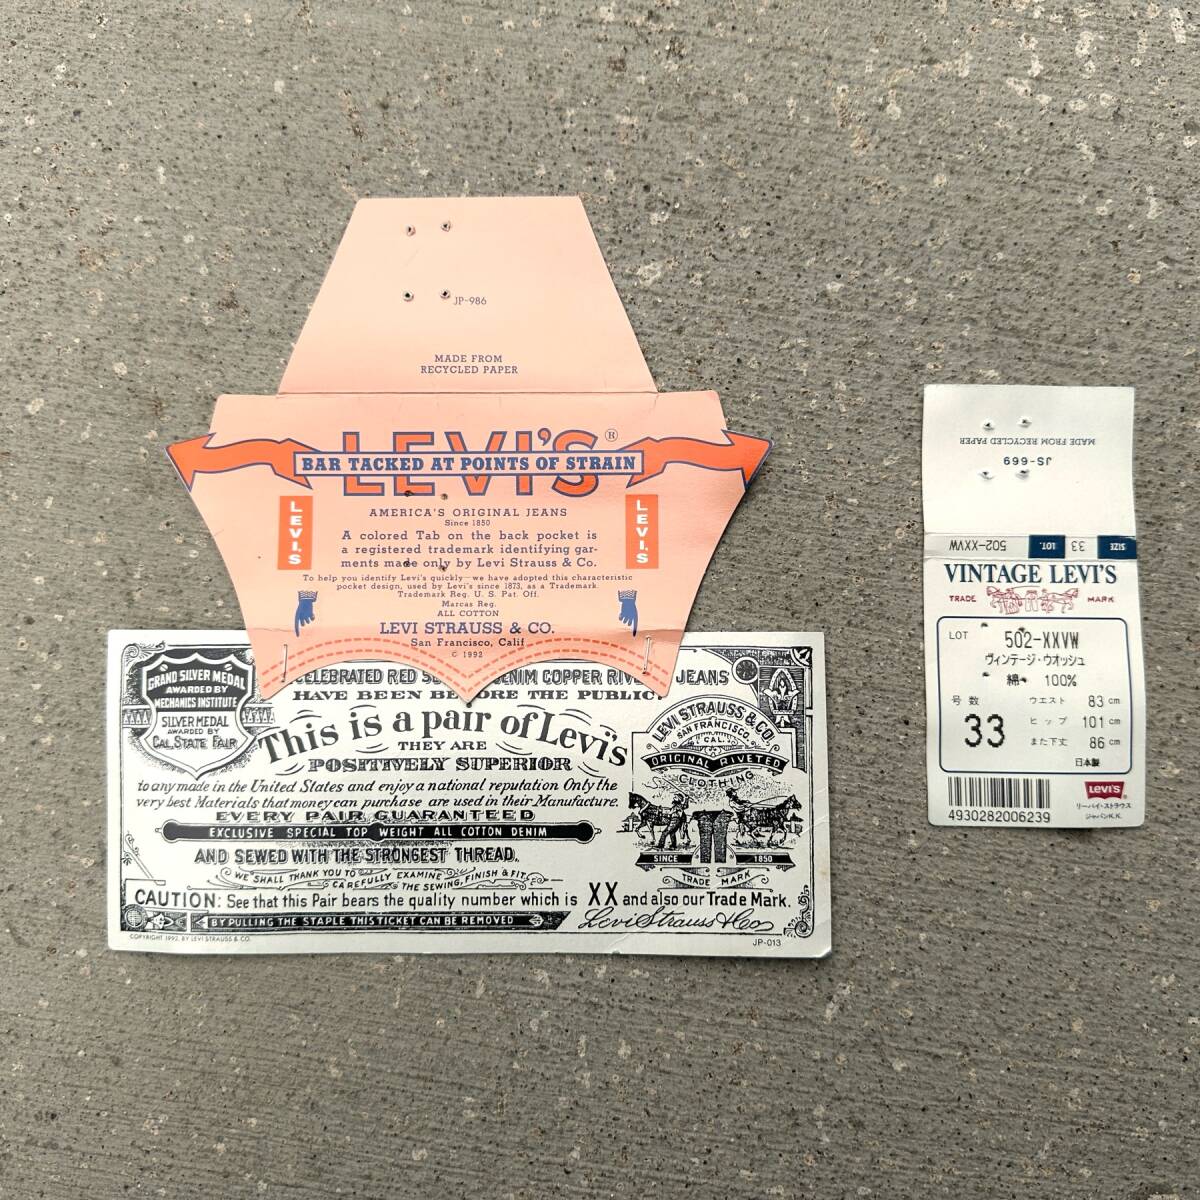 JP-986
MADE FROM
RECYCLED PAPER
LEVI'S®
BAR TACKED AT POINTS OF STRAIN
LEVI'S
LEVI'S
AMERICA'S ORIGINAL JEANS
Since 1850
A colored Tab on the back pocket is
a registered trademark identifying gar-
ments made only by Levi Strauss & Co.
To help you identify Levi's quickly—we have adopted this characteristic
pocket design, used by Levi's since 1873, as a Trademark.
Trademark Reg. U. S. Pat. Off.
Marcas Reg.
ALL COTTON
LEVI STRAUSS & CO.
San Francisco, Calif
© 1992
GRAND SILVER MEDAL
AWARDED BY
MECHANICS INSTITUTE
SILVER MEDAL
AWARDED BY
CAL. STATE FAIR
CELEBRATED RED DENIM COPPER JEANS
HAVE BEEN BEFORE THE PUBLIC
This is a pair of Levi's
THEY ARE
POSITIVELY SUPERIOR
to any made in the United States and enjoy a national reputation Only the
very best Materials that money can purchase are used in their Manufacture.
EVERY PAIR GUARANTEED
EXCLUSIVE SPECIAL TOP WEIGHT ALL COTTON DENIM
AND SEWED WITH THE STRONGEST THREAD.
WE SHALL THANK YOU TO
CAREFULLY EXAMINE
THE SEWING, FINISH & FIT.
LEVI STRAUSS & CO.
SAN FRANCISCO,
CAL.
ORIGINAL RIVETED
CLOTHING
SINCE 1850
TRADE MARK
CAUTION: See that this Pair bears the quality number which is XX and also our Trade Mark.
BY PULLING THE STAPLE THIS TICKET CAN BE REMOVED
Levi Strauss & Co
COPYRIGHT 1992, BY LEVI STRAUSS & CO.
JP-013
MADE FROM RECYCLED PAPER
JS-669
SIZE 33 LOT. 502-XXVW
VINTAGE LEVI'S
TRADE MARK
LOT 502-XXVW
ヴィンテージ・ウオッシュ
綿 100%
号数 33
ウエスト 83 cm
ヒップ 101 cm
また下丈 86 cm
日本製
LEVI'S®
リーバイ・ストラウス
ジャパンK.K.
4930282006239